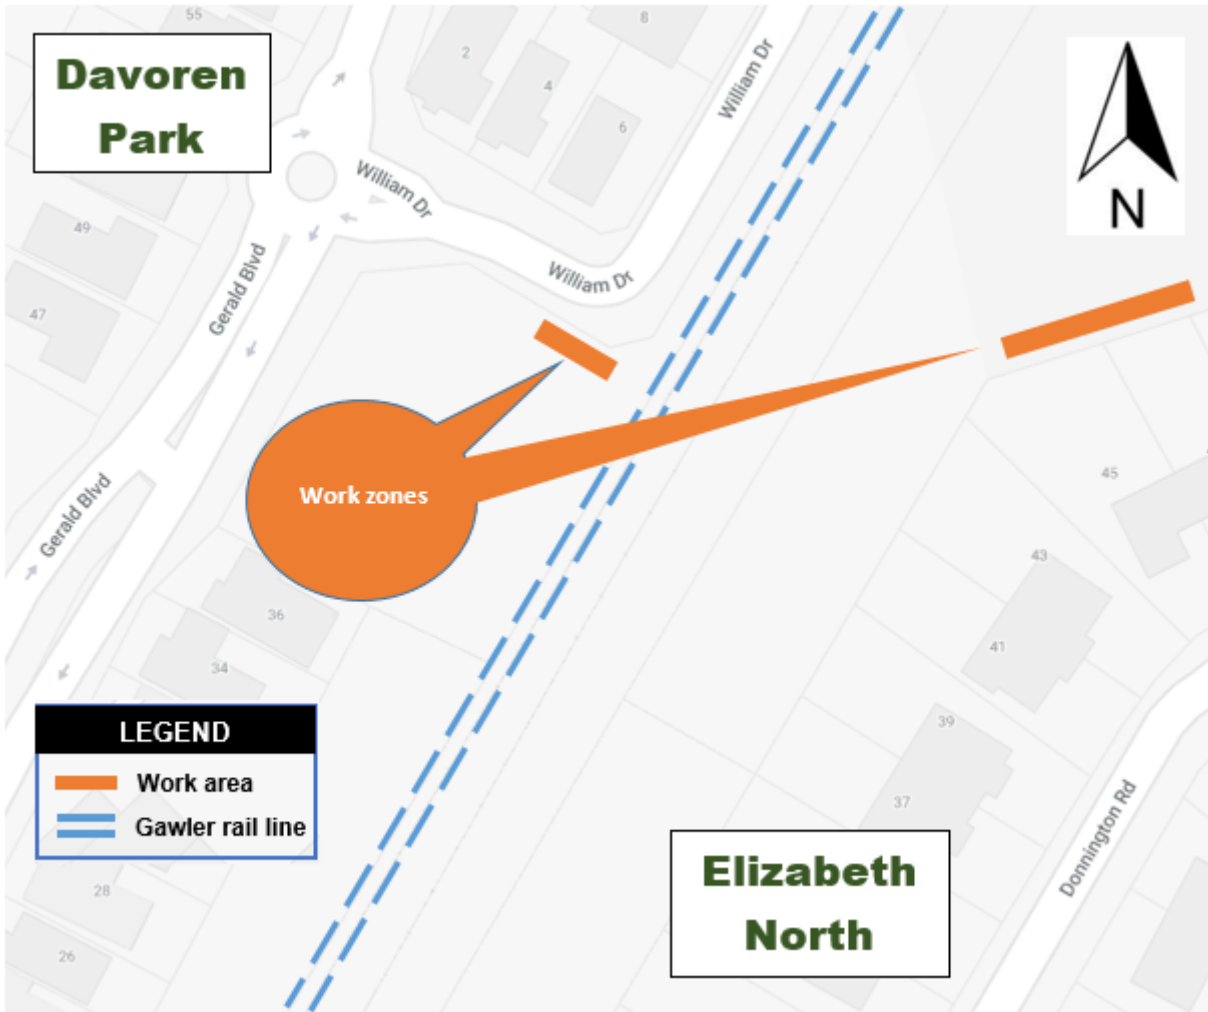 55
8
Davoren
Park
2
4
6
William Dr
William Dr
N
49
Gerald Blvd
William Dr
47
45
Work zones
Gerald Blvd
43
36
41
34
LEGEND
Work area
Gawler rail line
39
37
Donnington Rd
Elizabeth
North
28
26